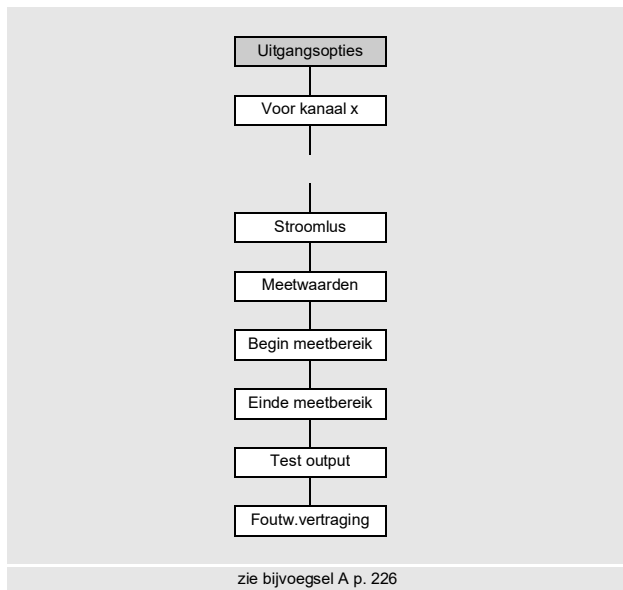 Uitgangsopties
Voor kanaal x
Stroomlus
Meetwaarden
Begin meetbereik
Einde meetbereik
Test output
Foutw.vertraging
zie bijvoegsel A p. 226